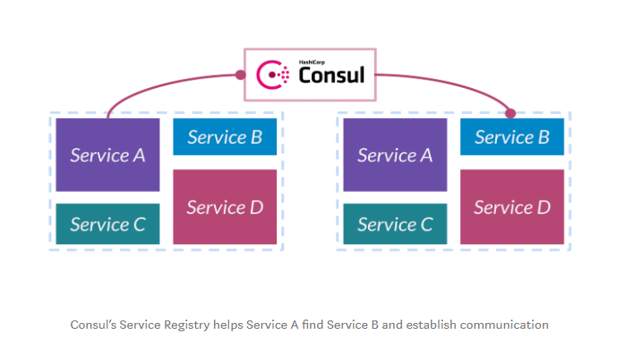 HashiCorp
Consul
Service A
Service B
Service C
Service D
Service A
Service B
Service C
Service D
Consul's Service Registry helps Service A find Service B and establish communication